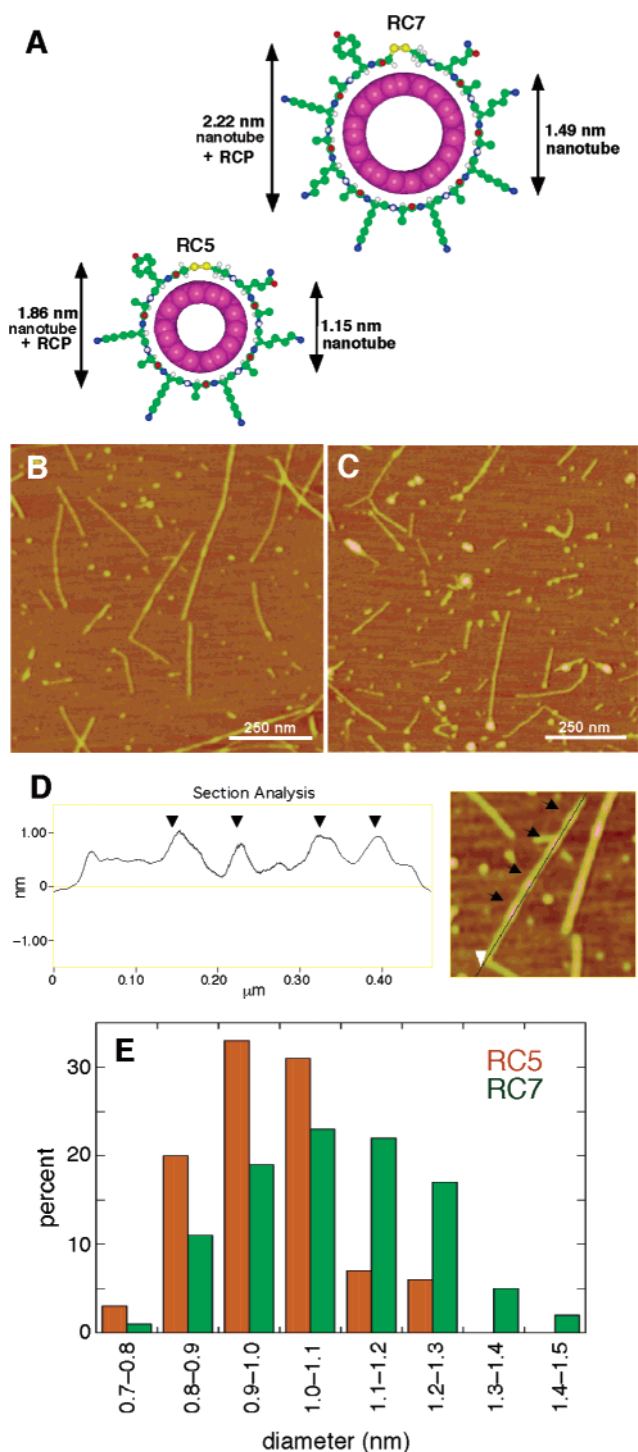 A
RC7
2.22 nm
nanotube
+ RCP
1.49 nm
nanotube
RC5
1.86 nm
nanotube
+ RCP
1.15 nm
nanotube
B
250 nm
C
250 nm
D
Section Analysis
1.00
0
-1.00
nm
0
0.10
0.20
0.30
0.40
μm
E
RC5
RC7
30
20
10
0
percent
0.7–0.8
0.8–0.9
0.9–1.0
1.0–1.1
1.1–1.2
1.2–1.3
1.3–1.4
1.4–1.5
diameter (nm)